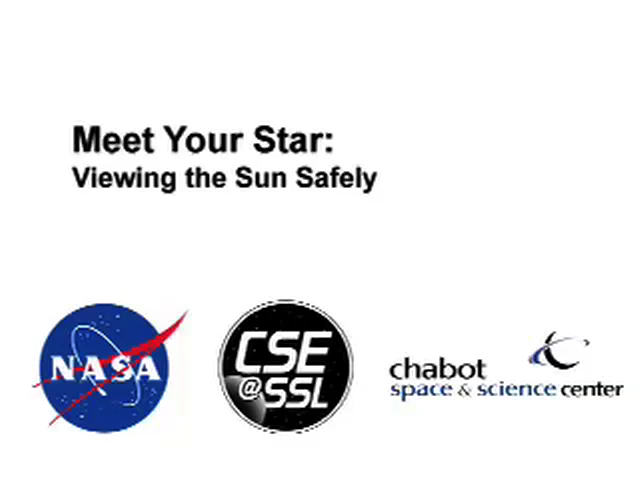 Meet Your Star:
Viewing the Sun Safely
NASA
CSE
@SSL
chabot
space & science center